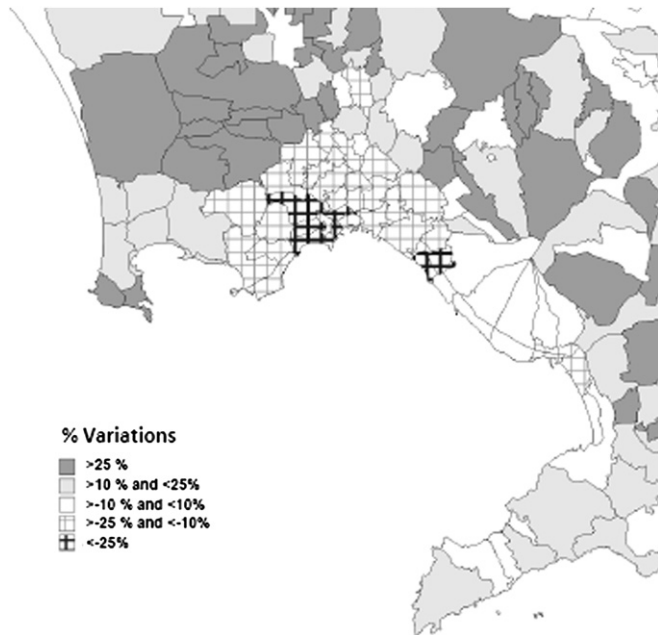 % Variations
>25 %
>10 % and <25%
>-10 % and <10%
>-25 % and <-10%
<-25%